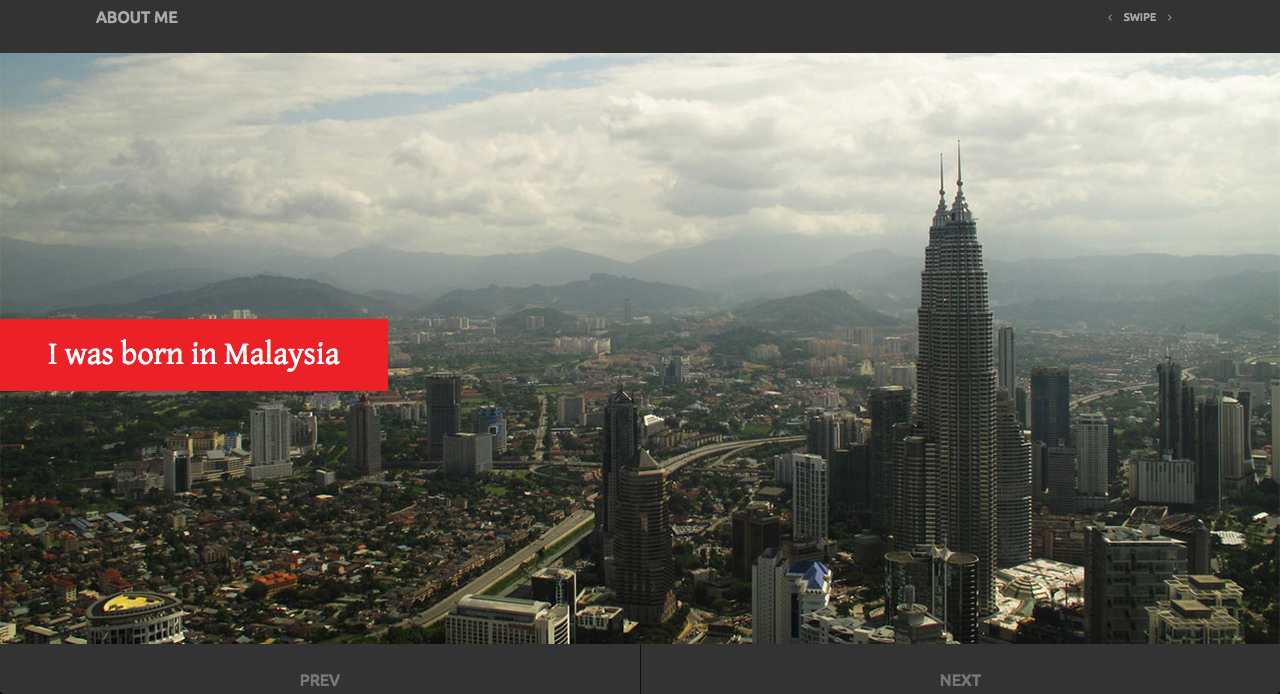 ABOUT ME
‹ SWIPE ›
I was born in Malaysia
PREV
NEXT